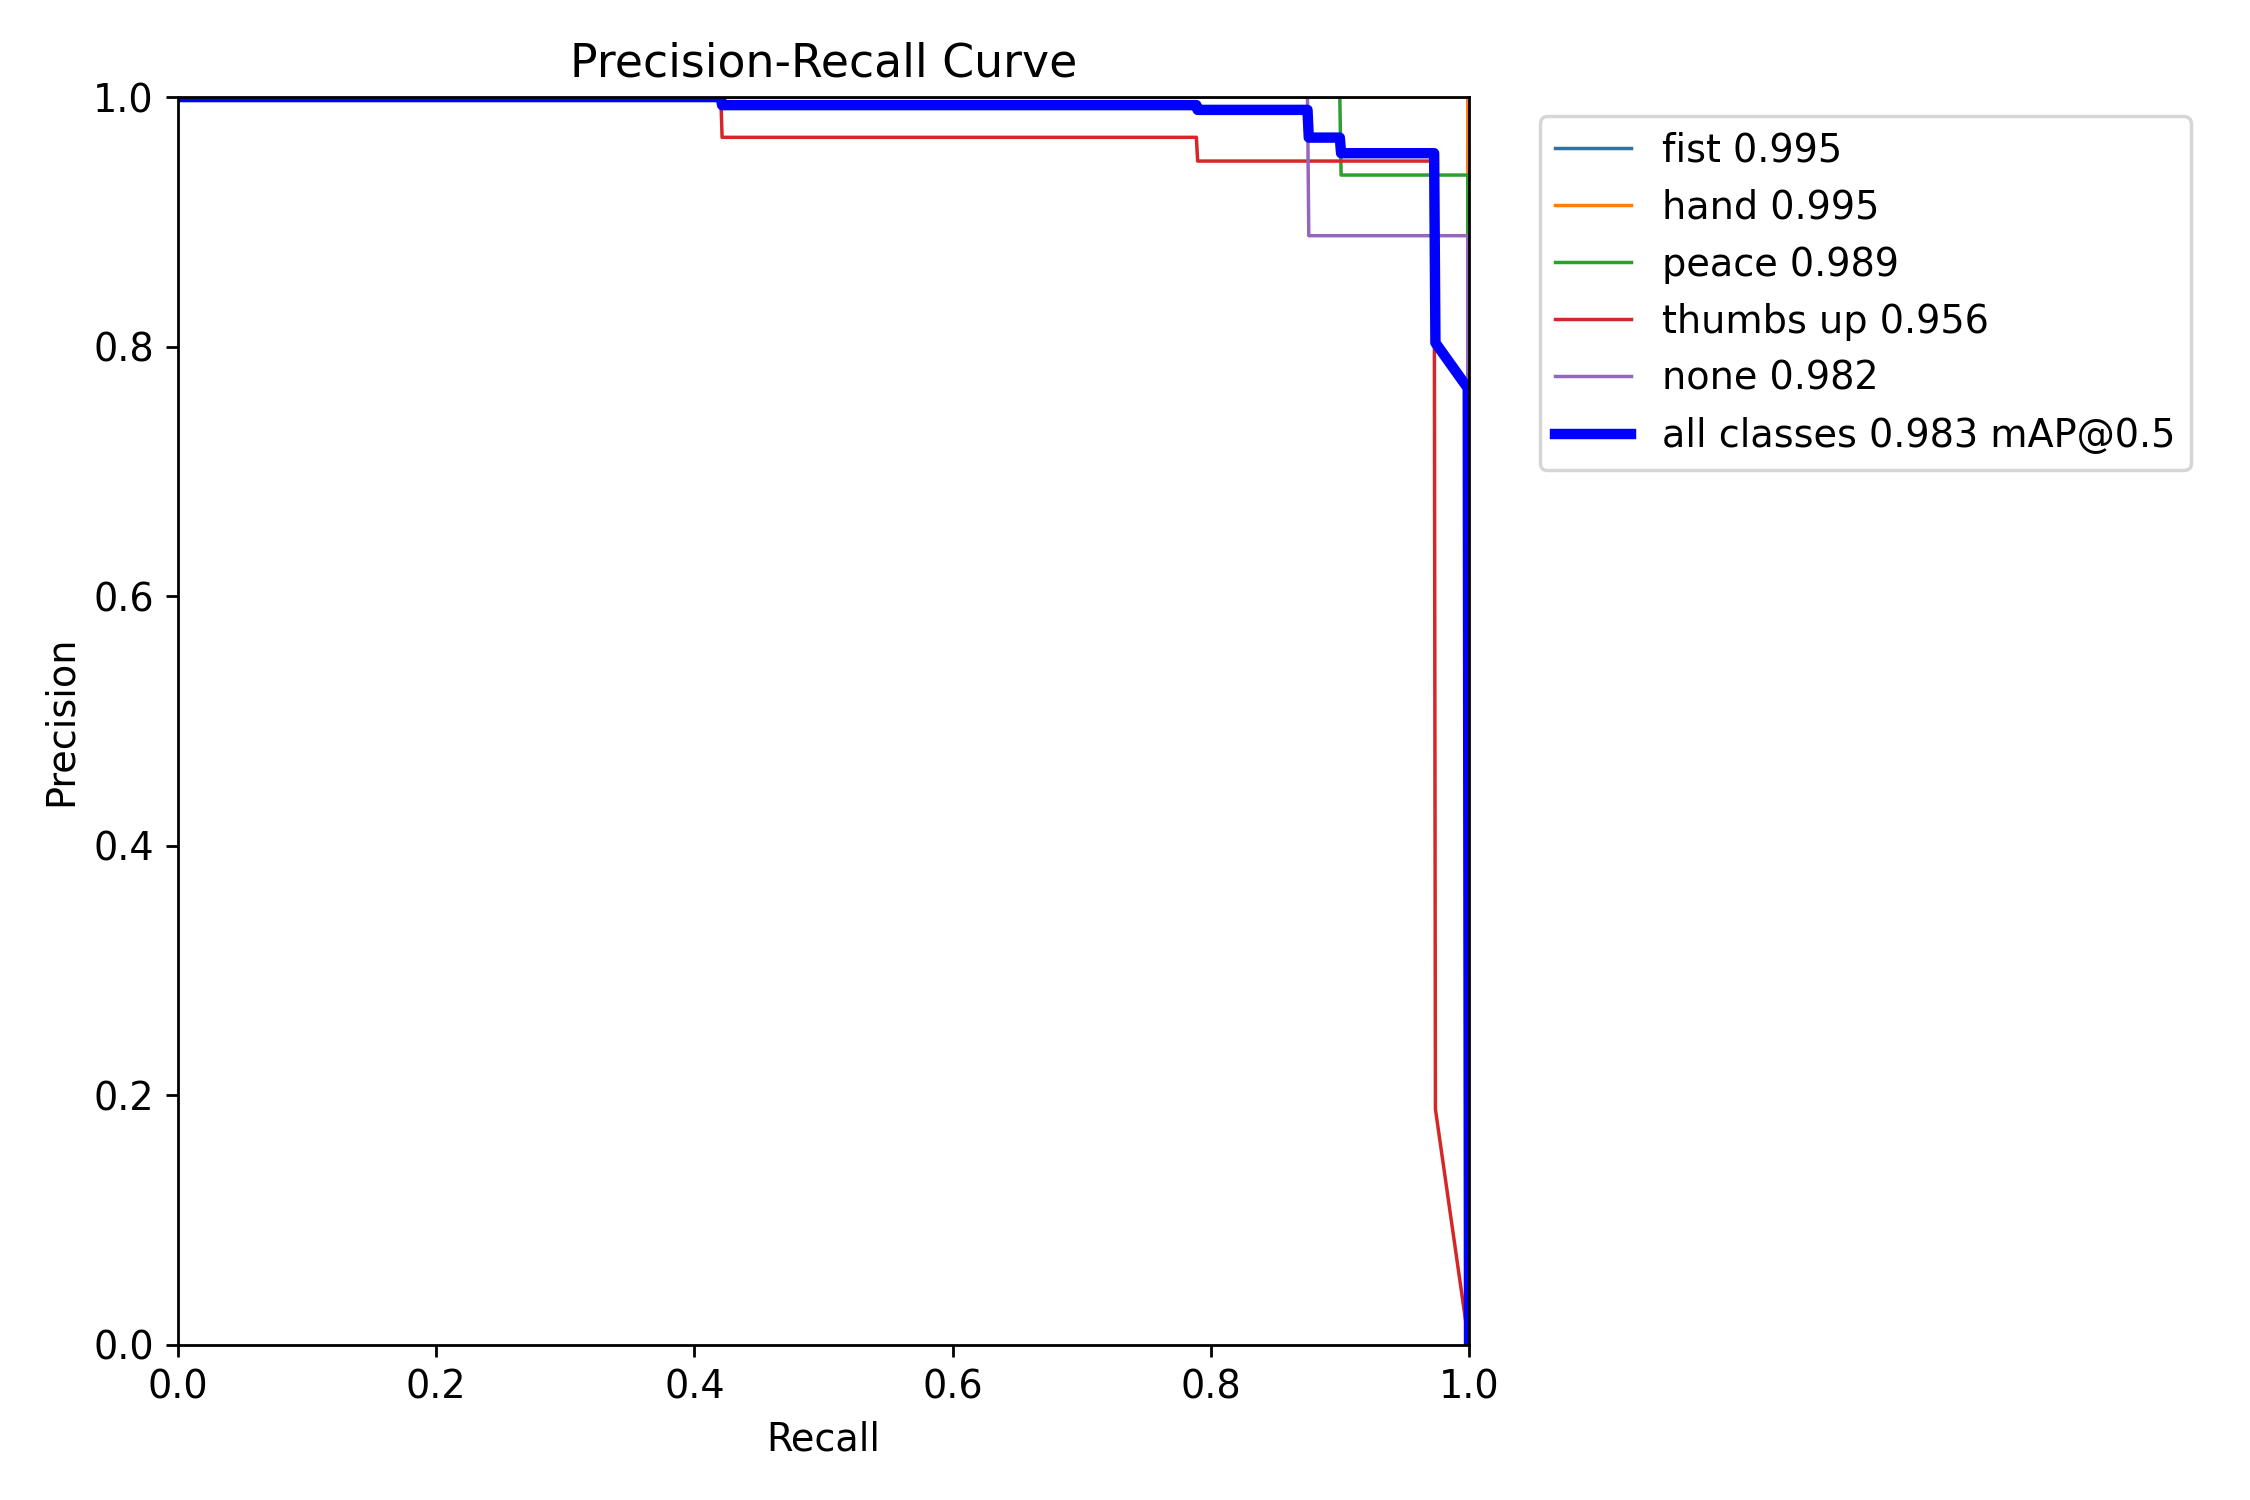 Precision-Recall Curve
1.0
0.8
0.6
0.4
0.2
0.0
Precision
0.0 0.2 0.4 0.6 0.8 1.0
Recall
fist 0.995
hand 0.995
peace 0.989
thumbs up 0.956
none 0.982
all classes 0.983 mAP@0.5